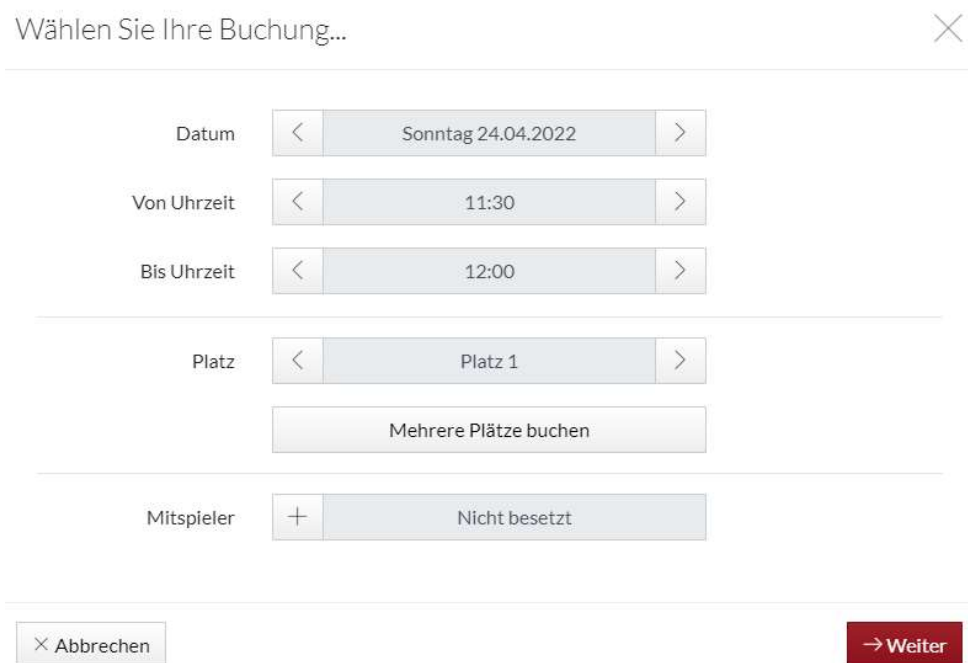 Wählen Sie Ihre Buchung...
Datum
Sonntag 24.04.2022
Von Uhrzeit
11:30
Bis Uhrzeit
12:00
Platz
Platz 1
Mehrere Plätze buchen
Mitspieler
Nicht besetzt
Abbrechen
Weiter